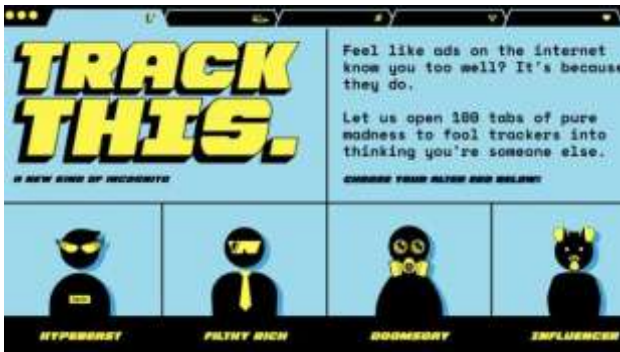 TRACK
THIS.
A NEW KIND OF INCOGNITO
Feel like ads on the internet
know you too well? It's because
they do.
Let us open 100 tabs of pure
madness to fool trackers into
thinking you're someone else.
CHOOSE YOUR ALTER EGO BELOW!
HYPEBEAST
FILTHY RICH
DOOMSDAY
INFLUENCER